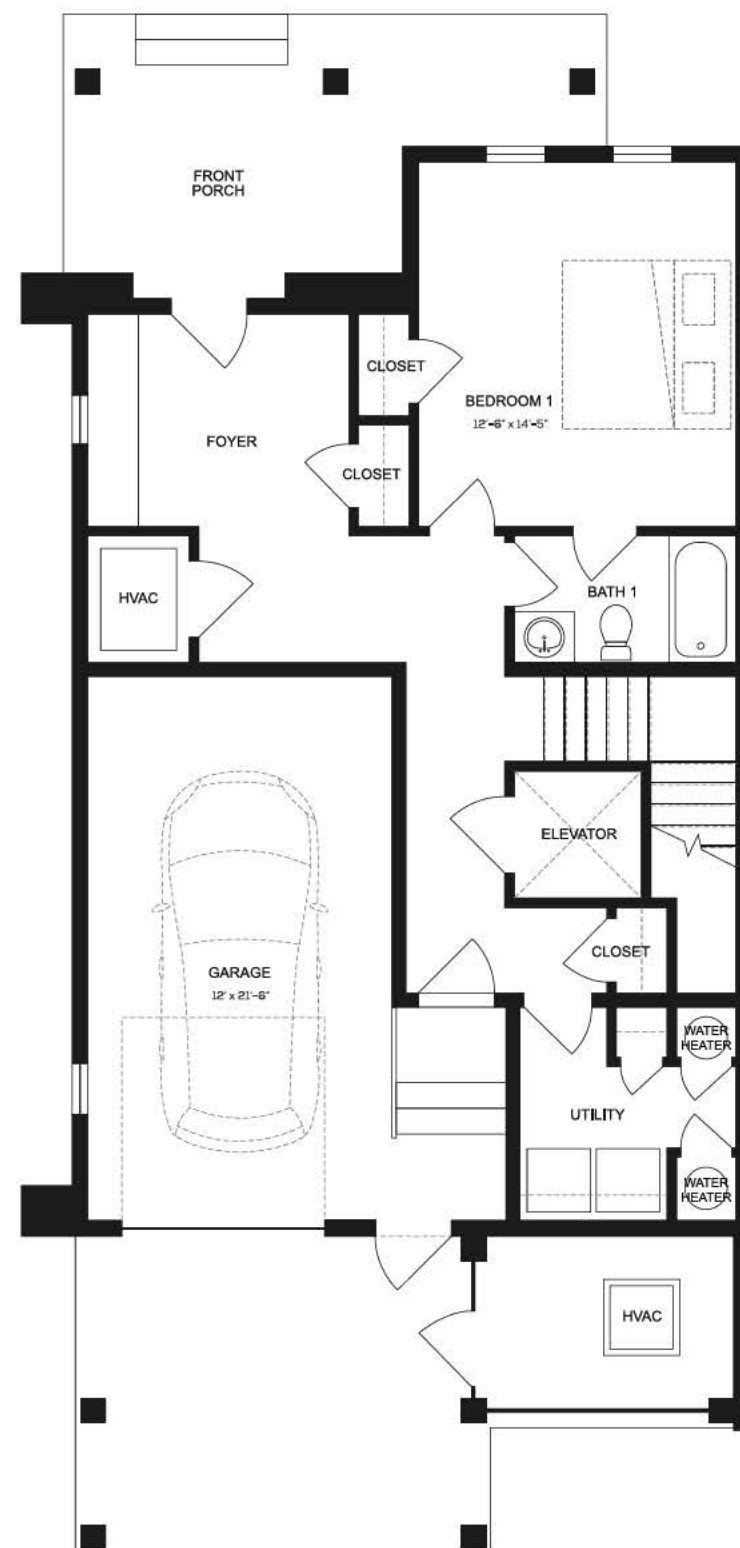 FRONT
PORCH
CLOSET
BEDROOM 1
12'-6" x 14'-5"
FOYER
CLOSET
HVAC
BATH 1
ELEVATOR
CLOSET
GARAGE
12' x 21'-6"
WATER
HEATER
UTILITY
WATER
HEATER
HVAC